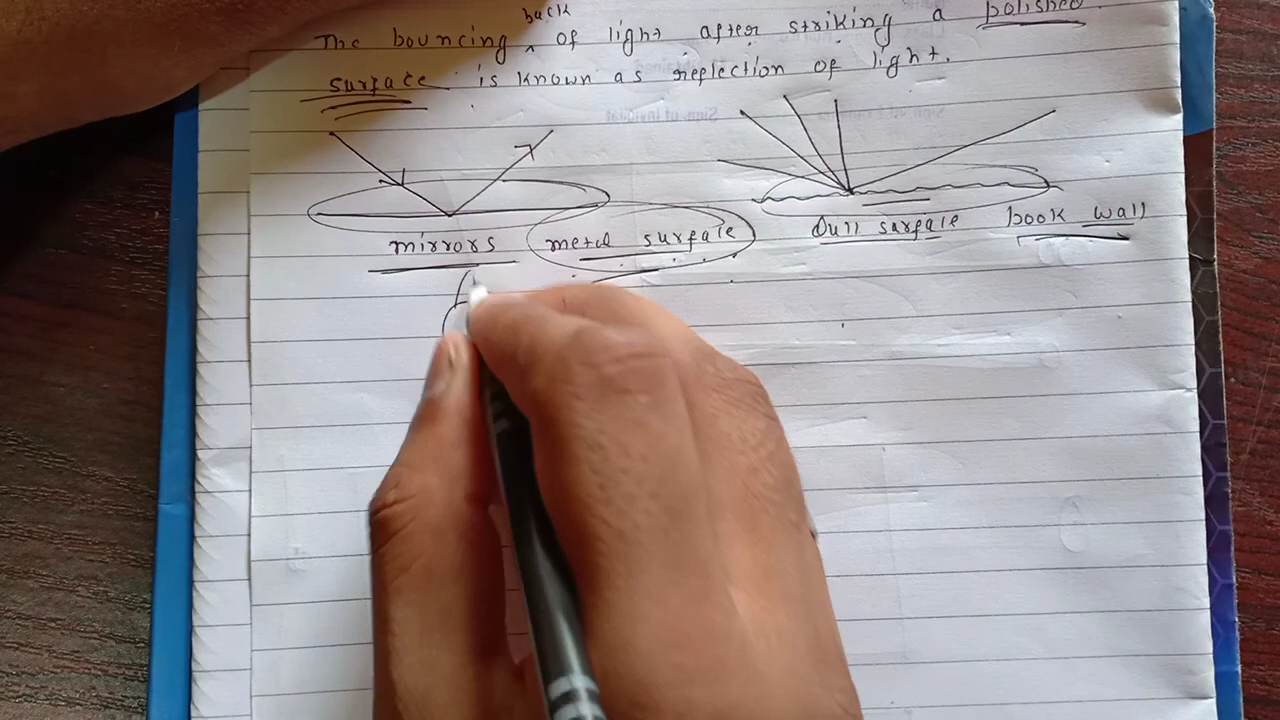 back
The bouncing ^ of light after striking a polished
surface is known as reflection of light.
mirrors metal surface Dull surface book wall